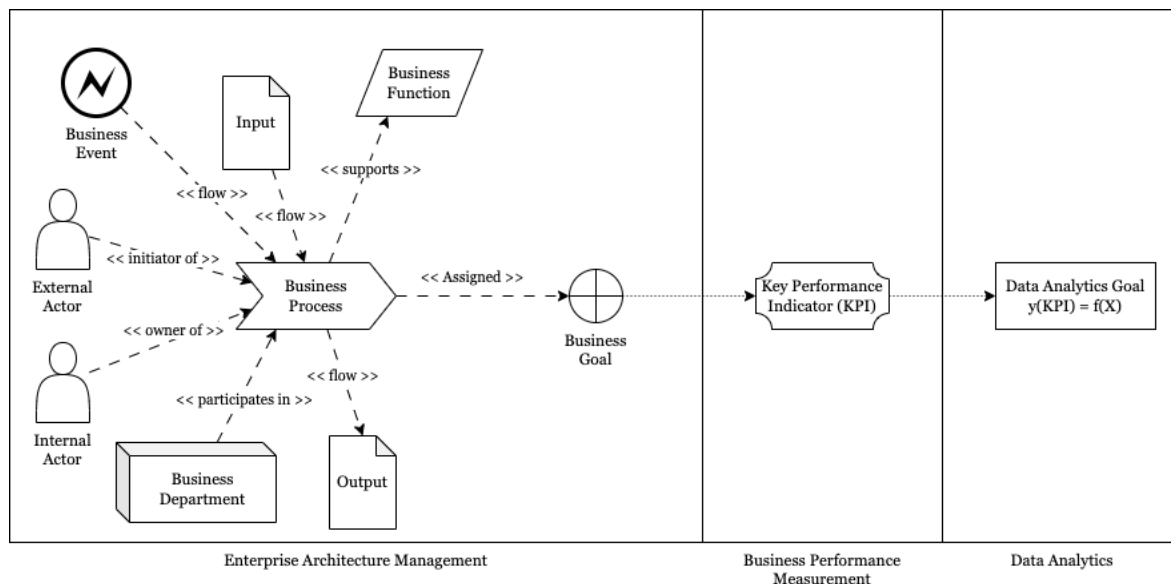 Business
Event
Input
Business
Function
<< flow >>
<< supports >>
<< flow >>
External
Actor
<< initiator of >>
Business
Process
<< Assigned >>
Business
Goal
Key Performance
Indicator (KPI)
Data Analytics Goal
y(KPI) = f(X)
<< owner of >>
Internal
Actor
<< participates in >>
<< flow >>
Business
Department
Output
Enterprise Architecture Management
Business Performance
Measurement
Data Analytics